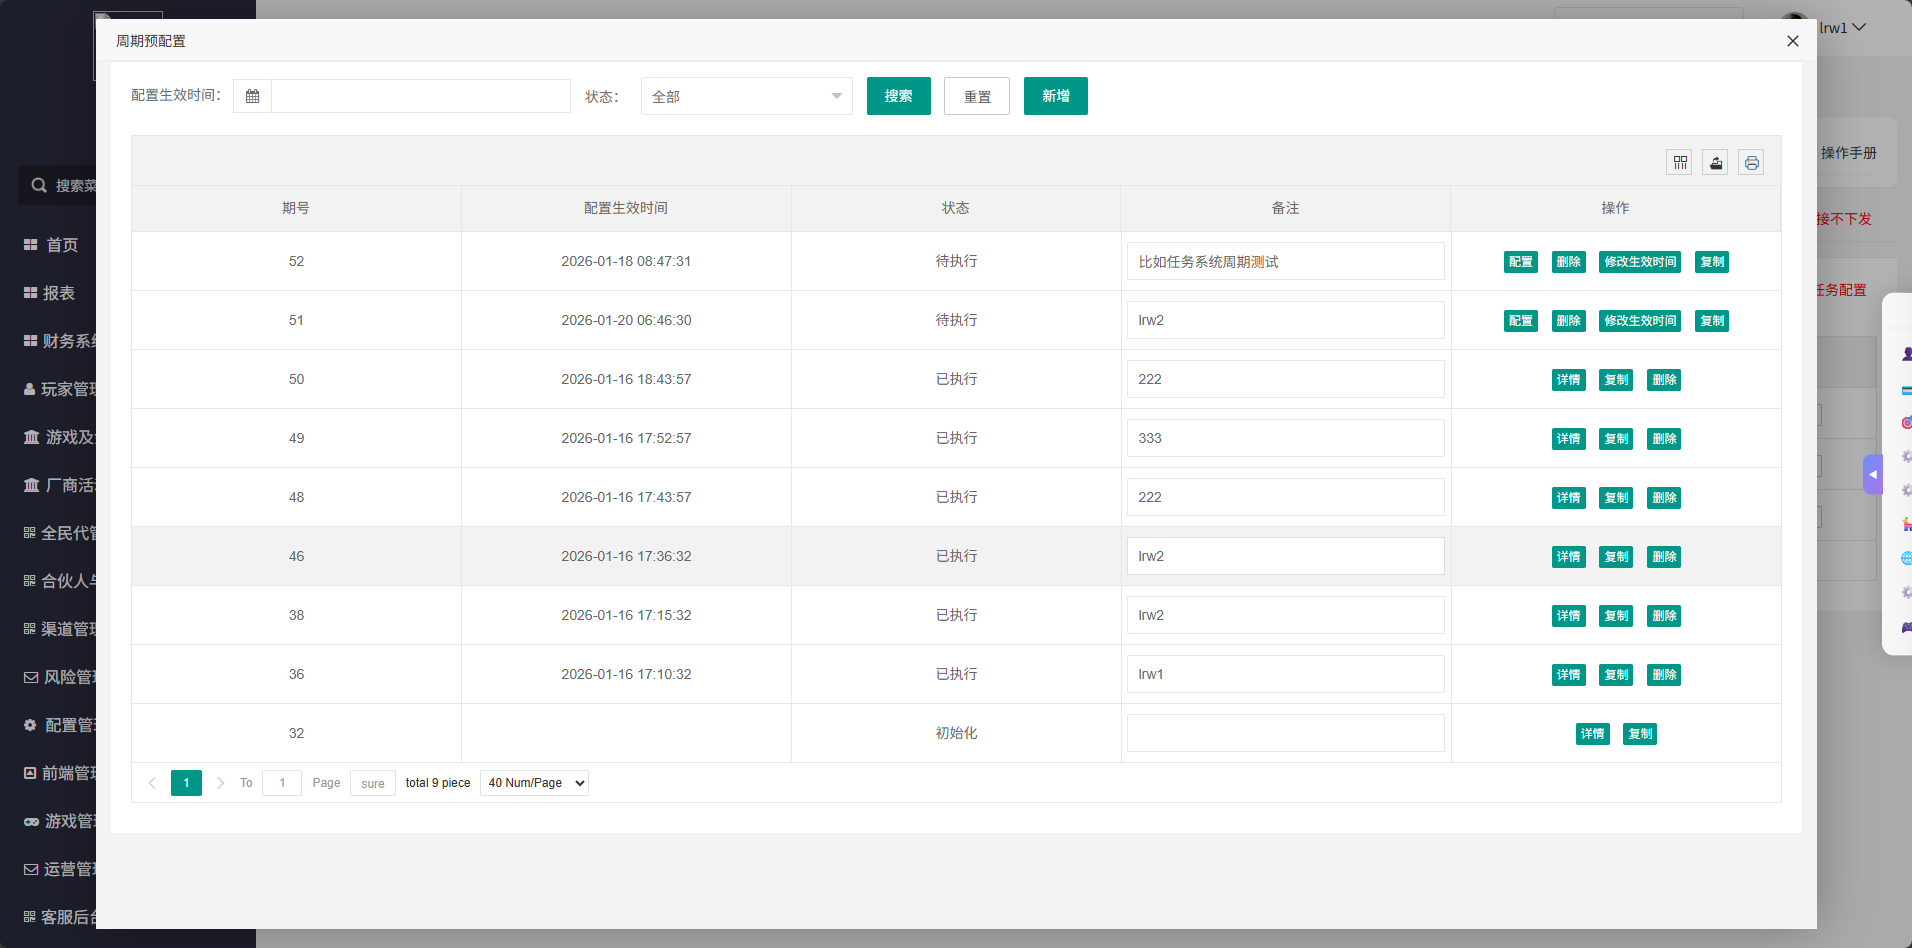 周期预配置
lrw1
配置生效时间：
状态：
全部
搜索
重置
新增
操作手册
搜索菜
接不下发
期号 配置生效时间 状态 备注 操作
首页
52 2026-01-18 08:47:31 待执行 比如任务系统周期测试 配置 删除 修改生效时间 复制
任务配置
报表
51 2026-01-20 06:46:30 待执行 lrw2 配置 删除 修改生效时间 复制
财务系统
50 2026-01-16 18:43:57 已执行 222 详情 复制 删除
玩家管理
49 2026-01-16 17:52:57 已执行 333 详情 复制 删除
游戏及
48 2026-01-16 17:43:57 已执行 222 详情 复制 删除
厂商活
全民代管
46 2026-01-16 17:36:32 已执行 lrw2 详情 复制 删除
合伙人
38 2026-01-16 17:15:32 已执行 lrw2 详情 复制 删除
渠道管理
36 2026-01-16 17:10:32 已执行 lrw1 详情 复制 删除
风险管理
配置管理
32 初始化 详情 复制
前端管理
1 To 1 Page sure total 9 piece 40 Num/Page
游戏管理
运营管理
客服后台